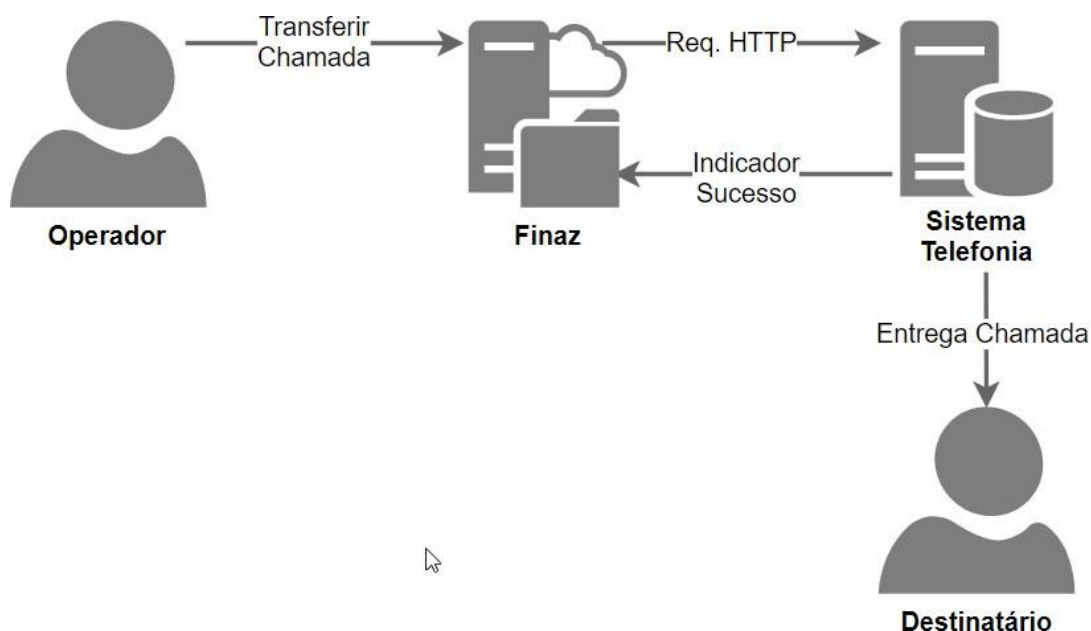 Transferir
Chamada
Req. HTTP
Indicador
Sucesso
Operador
Finaz
Sistema
Telefonia
Entrega Chamada
Destinatário